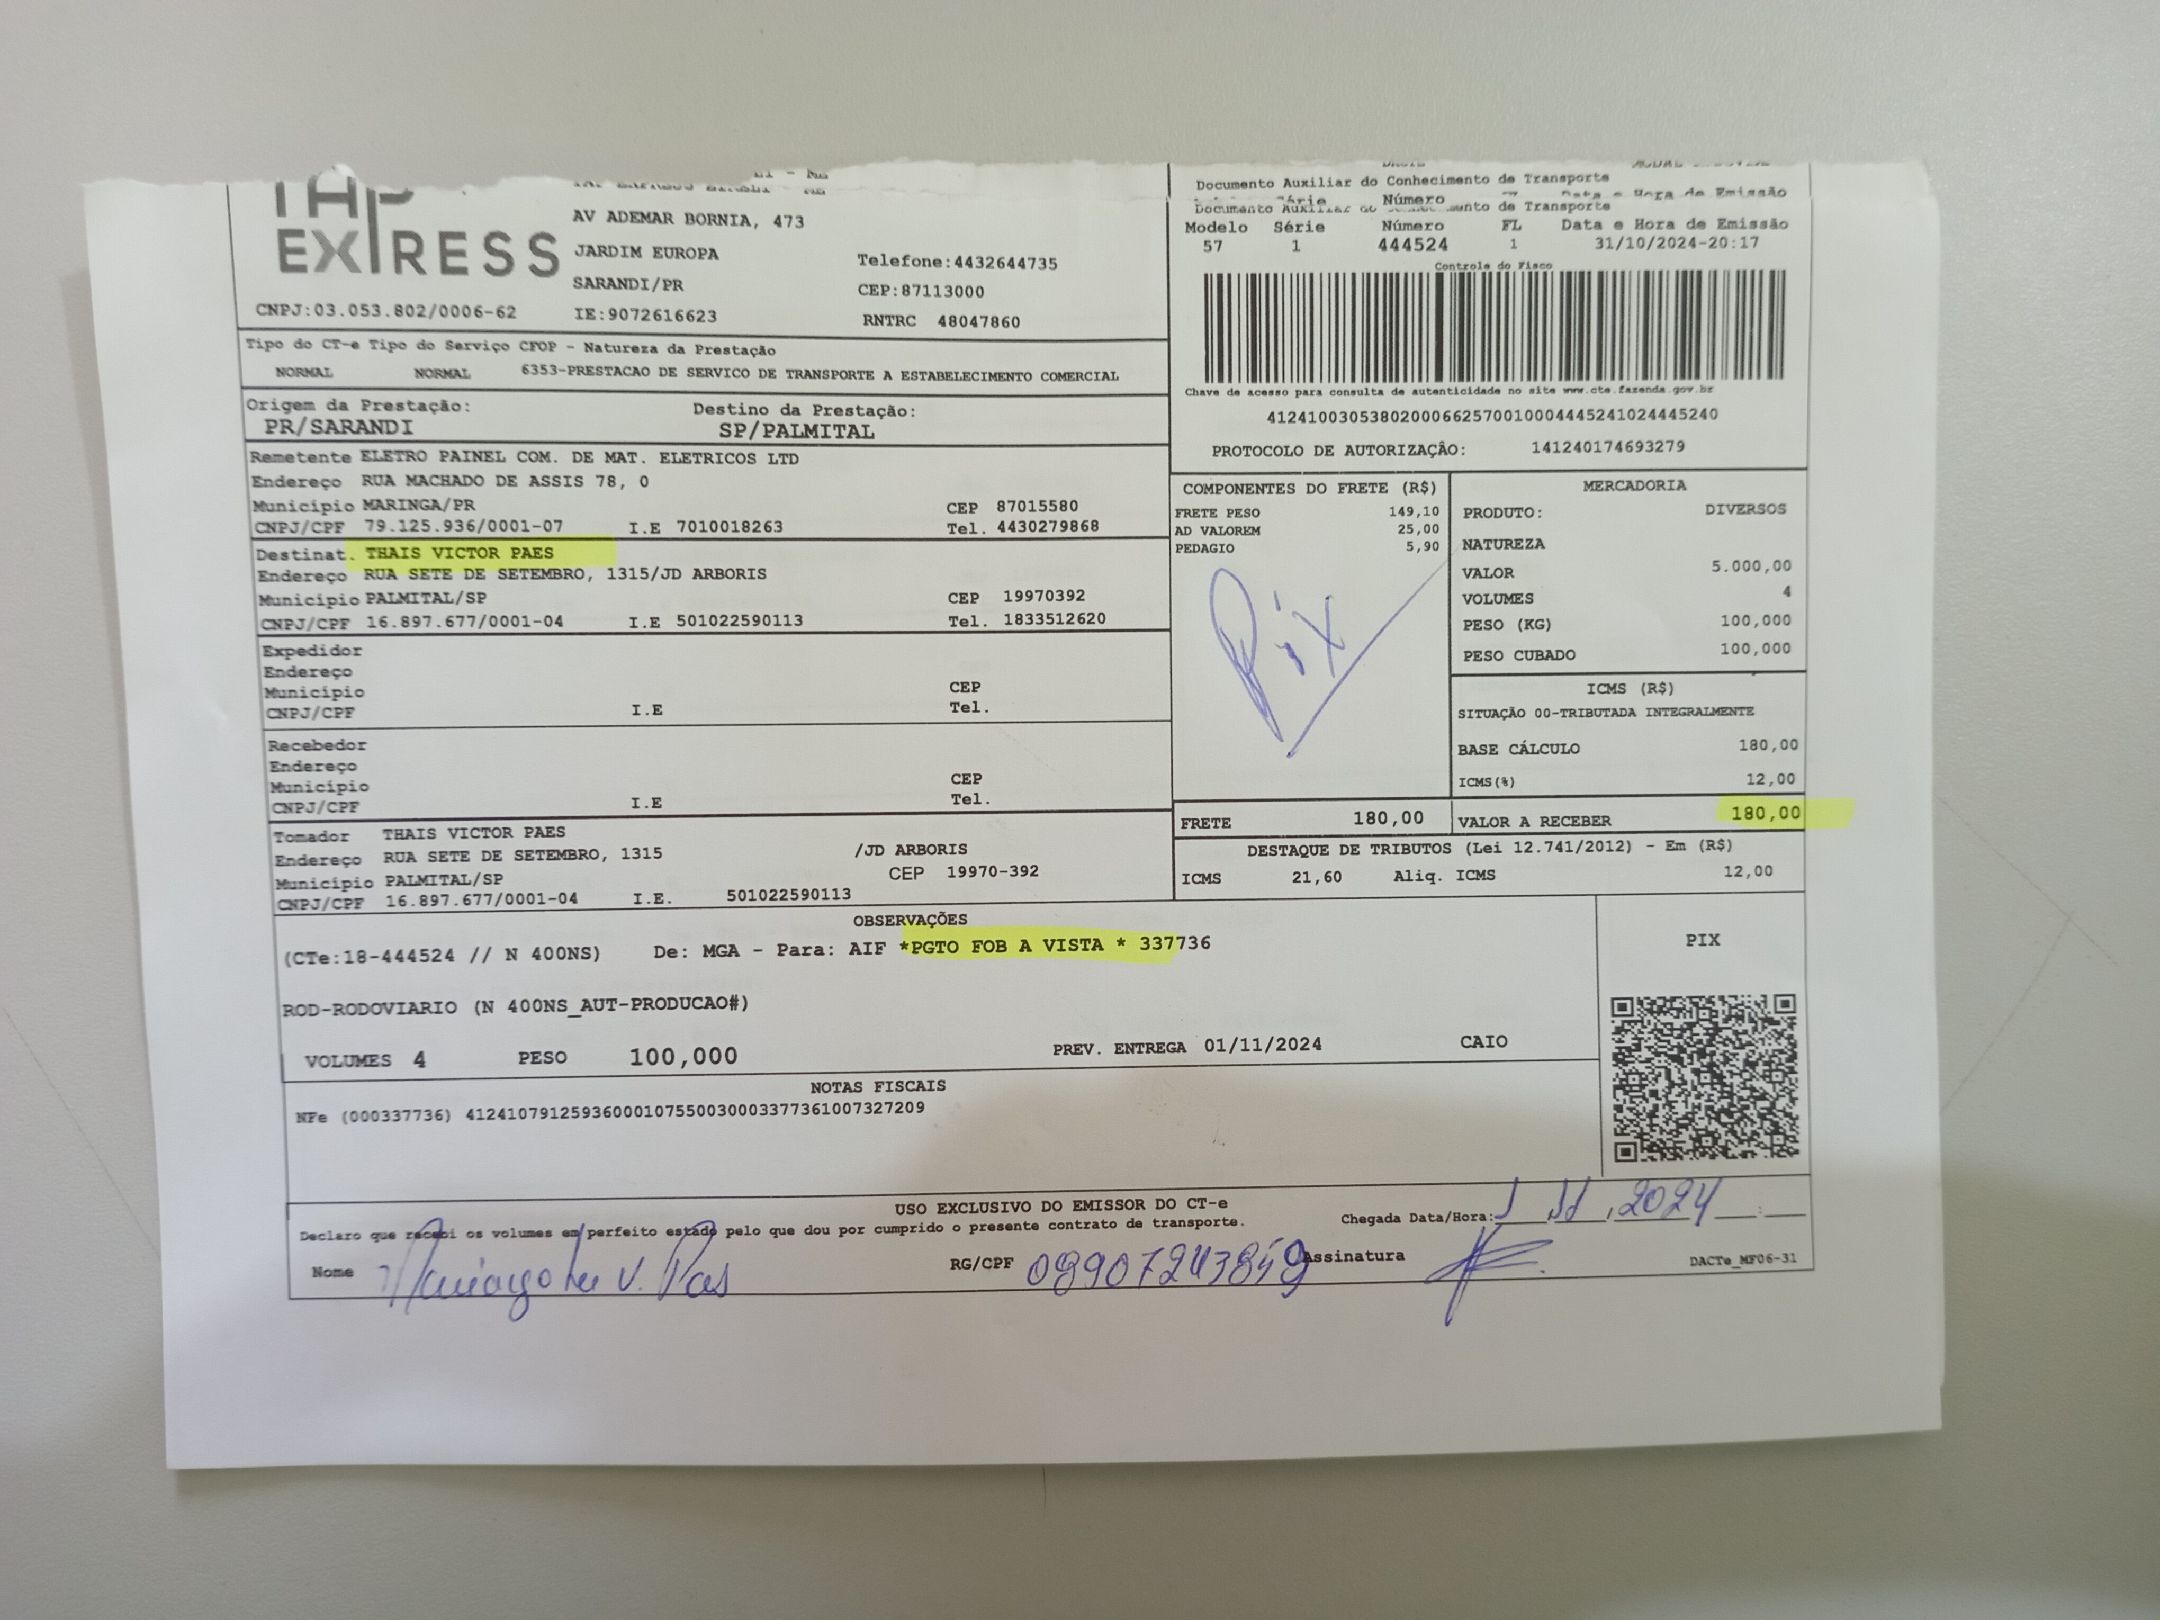 TAP
EXPRESS
AV ADEMAR BORNIA, 473
JARDIM EUROPA
Telefone:4432644735
SARANDI/PR
CEP:87113000
CNPJ:03.053.802/0006-62
IE:9072616623
RNTRC 48047860
Documento Auxiliar do Conhecimento de Transporte
Série Número Data e Hora de Emissão
Documento Auxiliar do de Transporte
Modelo Série Número FL Data e Hora de Emissão
57 1 444524 1 31/10/2024-20:17
Controle do Fisco
Chave de acesso para consulta de autenticidade no site www.cte.fazenda.gov.br
41241003053802000662570010004445241024445240
PROTOCOLO DE AUTORIZAÇÂO: 141240174693279
Tipo do CT-e Tipo do Serviço CFOP - Natureza da Prestação
NORMAL NORMAL 6353-PRESTACAO DE SERVICO DE TRANSPORTE A ESTABELECIMENTO COMERCIAL
Origem da Prestação: Destino da Prestação:
PR/SARANDI SP/PALMITAL
Remetente ELETRO PAINEL COM. DE MAT. ELETRICOS LTD
Endereço RUA MACHADO DE ASSIS 78, 0
Município MARINGA/PR CEP 87015580
CNPJ/CPF 79.125.936/0001-07 I.E 7010018263 Tel. 4430279868
Destinat. THAIS VICTOR PAES
Endereço RUA SETE DE SETEMBRO, 1315/JD ARBORIS
Município PALMITAL/SP CEP 19970392
CNPJ/CPF 16.897.677/0001-04 I.E 501022590113 Tel. 1833512620
Expedidor
Endereço
Município CEP
CNPJ/CPF I.E Tel.
Recebedor
Endereço
Município CEP
CNPJ/CPF I.E Tel.
Tomador THAIS VICTOR PAES
Endereço RUA SETE DE SETEMBRO, 1315 /JD ARBORIS
Município PALMITAL/SP CEP 19970-392
CNPJ/CPF 16.897.677/0001-04 I.E. 501022590113
COMPONENTES DO FRETE (R$)
FRETE PESO 149,10
AD VALOREM 25,00
PEDAGIO 5,90
Pix
MERCADORIA
PRODUTO: DIVERSOS
NATUREZA
VALOR 5.000,00
VOLUMES 4
PESO (KG) 100,000
PESO CUBADO 100,000
ICMS (R$)
SITUAÇÃO 00-TRIBUTADA INTEGRALMENTE
BASE CÁLCULO 180,00
ICMS(%) 12,00
FRETE 180,00 VALOR A RECEBER 180,00
DESTAQUE DE TRIBUTOS (Lei 12.741/2012) - Em (R$)
ICMS 21,60 Aliq. ICMS 12,00
OBSERVAÇÕES
(CTe:18-444524 // N 400NS) De: MGA - Para: AIF *PGTO FOB A VISTA * 337736
ROD-RODOVIARIO (N 400NS_AUT-PRODUCAO#)
VOLUMES 4 PESO 100,000 PREV. ENTREGA 01/11/2024 CAIO
PIX
NOTAS FISCAIS
NFe (000337736) 41241079125936000107550030003377361007327209
USO EXCLUSIVO DO EMISSOR DO CT-e
Declaro que recebi os volumes em perfeito estado pelo que dou por cumprido o presente contrato de transporte.
Chegada Data/Hora: 1 11 2024 :
Nome
RG/CPF 08907243849
Assinatura
DACTe_MF06-31